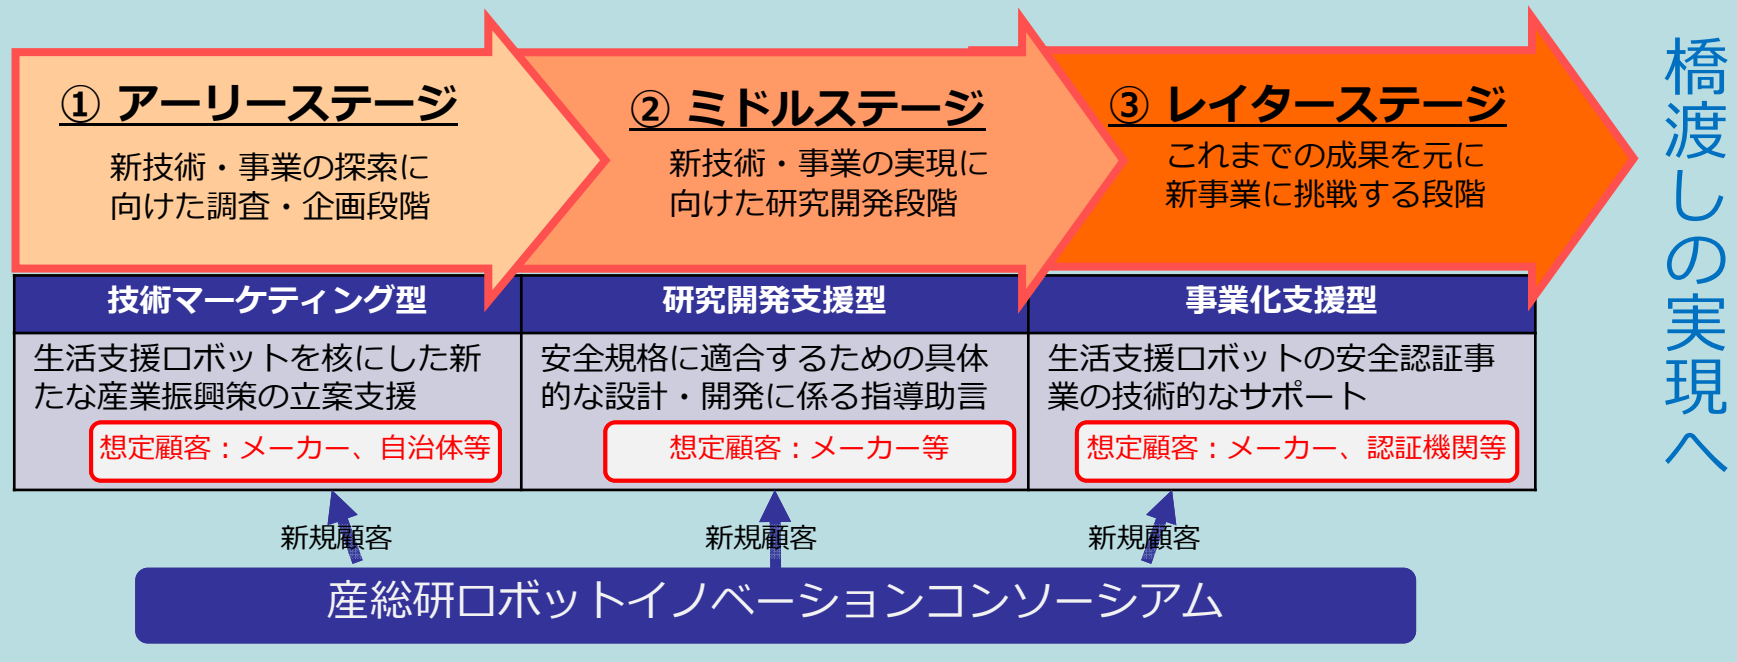 ① アーリーステージ
新技術・事業の探索に
向けた調査・企画段階
② ミドルステージ
新技術・事業の実現に
向けた研究開発段階
③ レイターステージ
これまでの成果を元に
新事業に挑戦する段階
橋渡しの実現へ
技術マーケティング型
研究開発支援型
事業化支援型
生活支援ロボットを核にした新
たな産業振興策の立案支援
想定顧客：メーカー、自治体等
安全規格に適合するための具体
的な設計・開発に係る指導助言
想定顧客：メーカー等
生活支援ロボットの安全認証事
業の技術的なサポート
想定顧客：メーカー、認証機関等
新規顧客
新規顧客
新規顧客
産総研ロボットイノベーションコンソーシアム